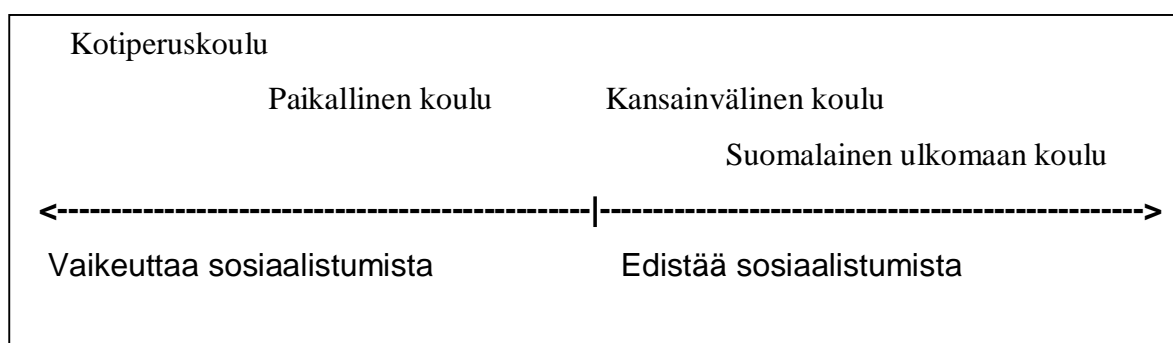 Kotiperuskoulu
Paikallinen koulu Kansainvälinen koulu
Suomalainen ulkomaan koulu
<---------------------------------------------|--------------------------------------------->
Vaikeuttaa sosiaalistumista Edistää sosiaalistumista